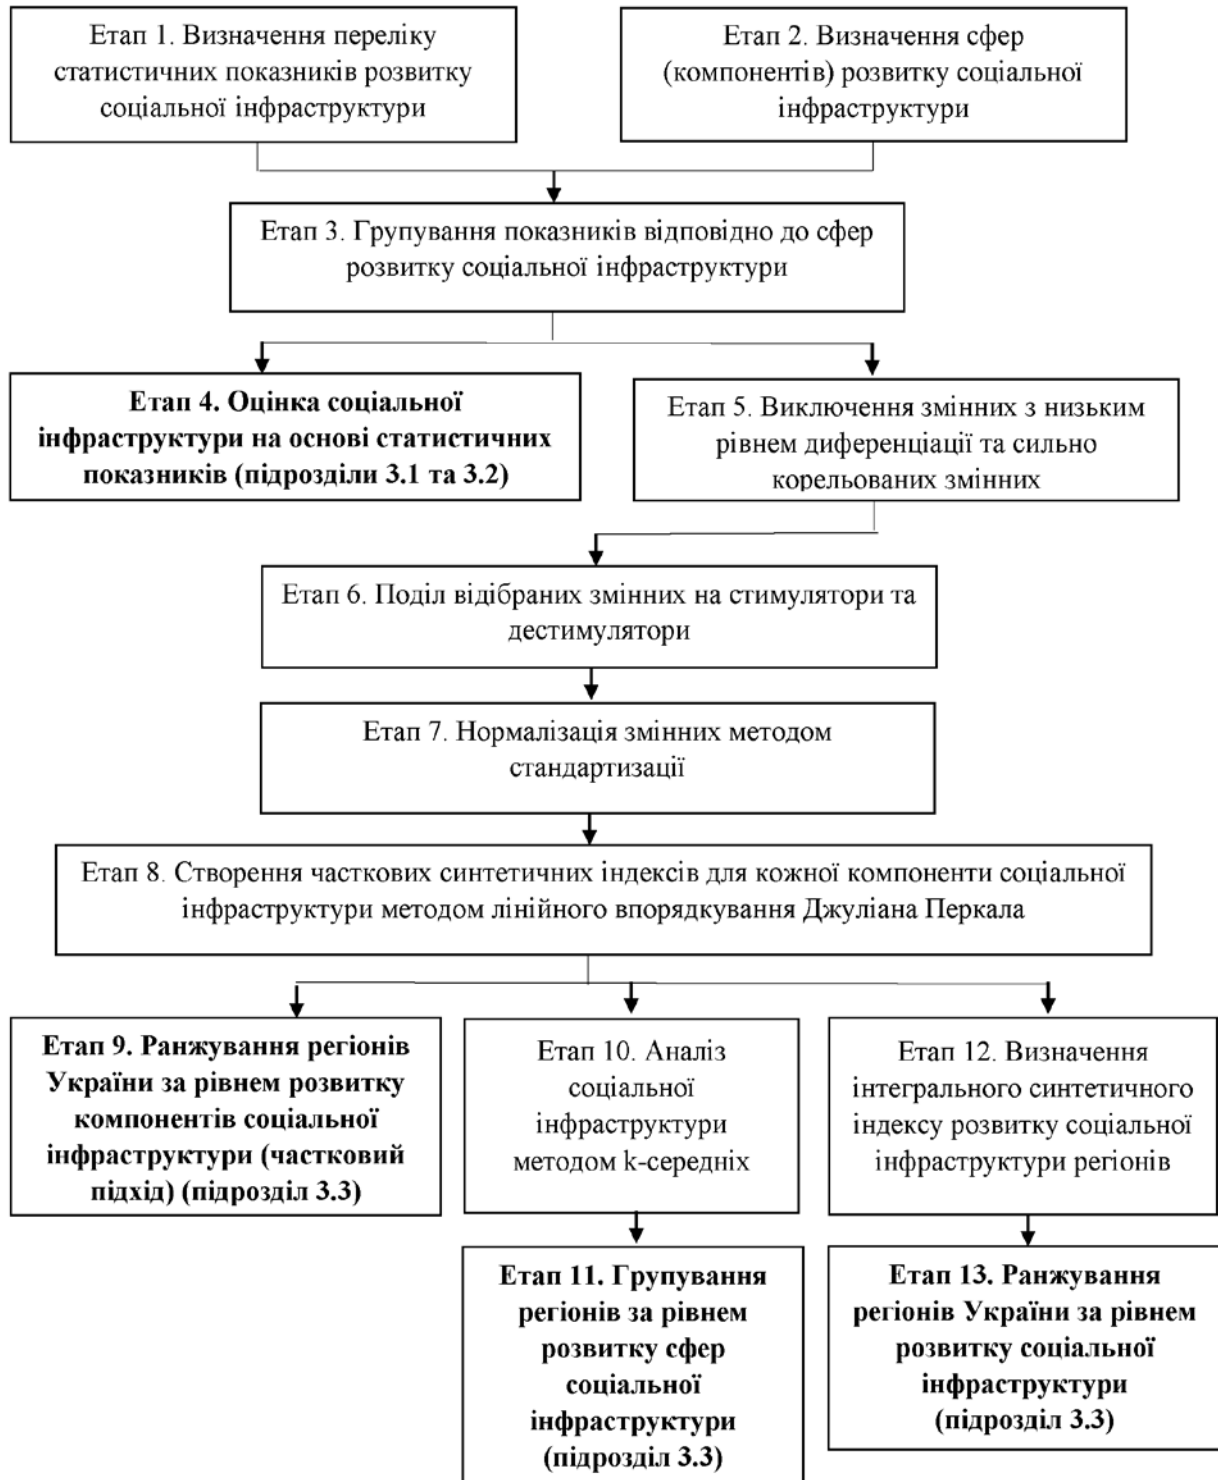 Етап 1. Визначення переліку
статистичних показників розвитку
соціальної інфраструктури
Етап 2. Визначення сфер
(компонентів) розвитку соціальної
інфраструктури
Етап 3. Групування показників відповідно до сфер
розвитку соціальної інфраструктури
Етап 4. Оцінка соціальної
інфраструктури на основі статистичних
показників (підрозділи 3.1 та 3.2)
Етап 5. Виключення змінних з низьким
рівнем диференціації та сильно
корельованих змінних
Етап 6. Поділ відібраних змінних на стимулятори та
дестимулятори
Етап 7. Нормалізація змінних методом
стандартизації
Етап 8. Створення часткових синтетичних індексів для кожної компоненти соціальної
інфраструктури методом лінійного впорядкування Джуліана Перкала
Етап 9. Ранжування регіонів
України за рівнем розвитку
компонентів соціальної
інфраструктури (частковий
підхід) (підрозділ 3.3)
Етап 10. Аналіз
соціальної
інфраструктури
методом k-середніх
Етап 12. Визначення
інтегрального синтетичного
індексу розвитку соціальної
інфраструктури регіонів
Етап 11. Групування
регіонів за рівнем
розвитку сфер
соціальної
інфраструктури
(підрозділ 3.3)
Етап 13. Ранжування
регіонів України за рівнем
розвитку соціальної
інфраструктури
(підрозділ 3.3)